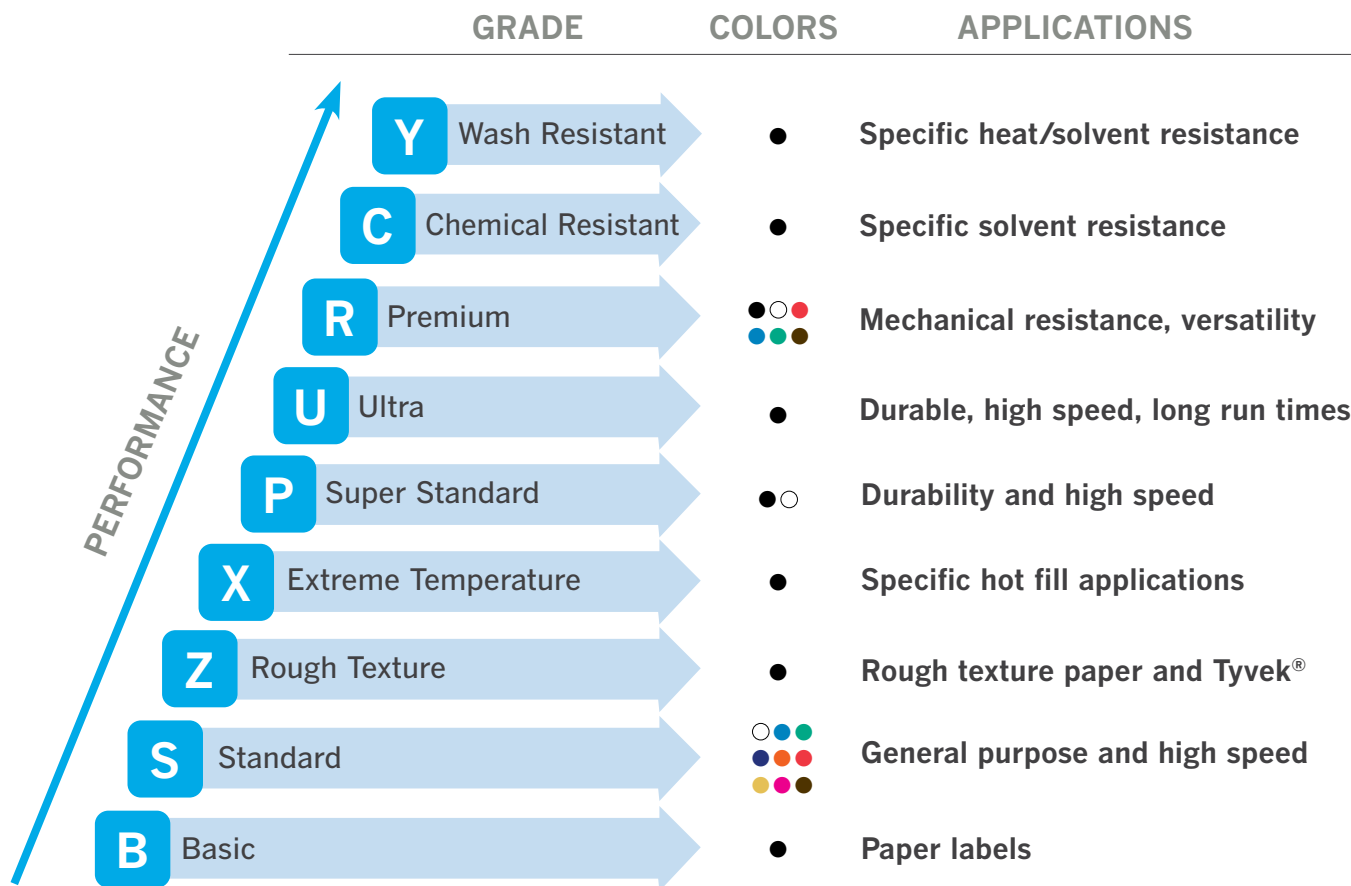 GRADE COLORS APPLICATIONS
Y Wash Resistant Specific heat/solvent resistance
C Chemical Resistant Specific solvent resistance
R Premium Mechanical resistance, versatility
U Ultra Durable, high speed, long run times
P Super Standard Durability and high speed
X Extreme Temperature Specific hot fill applications
Z Rough Texture Rough texture paper and Tyvek®
S Standard General purpose and high speed
B Basic Paper labels
PERFORMANCE